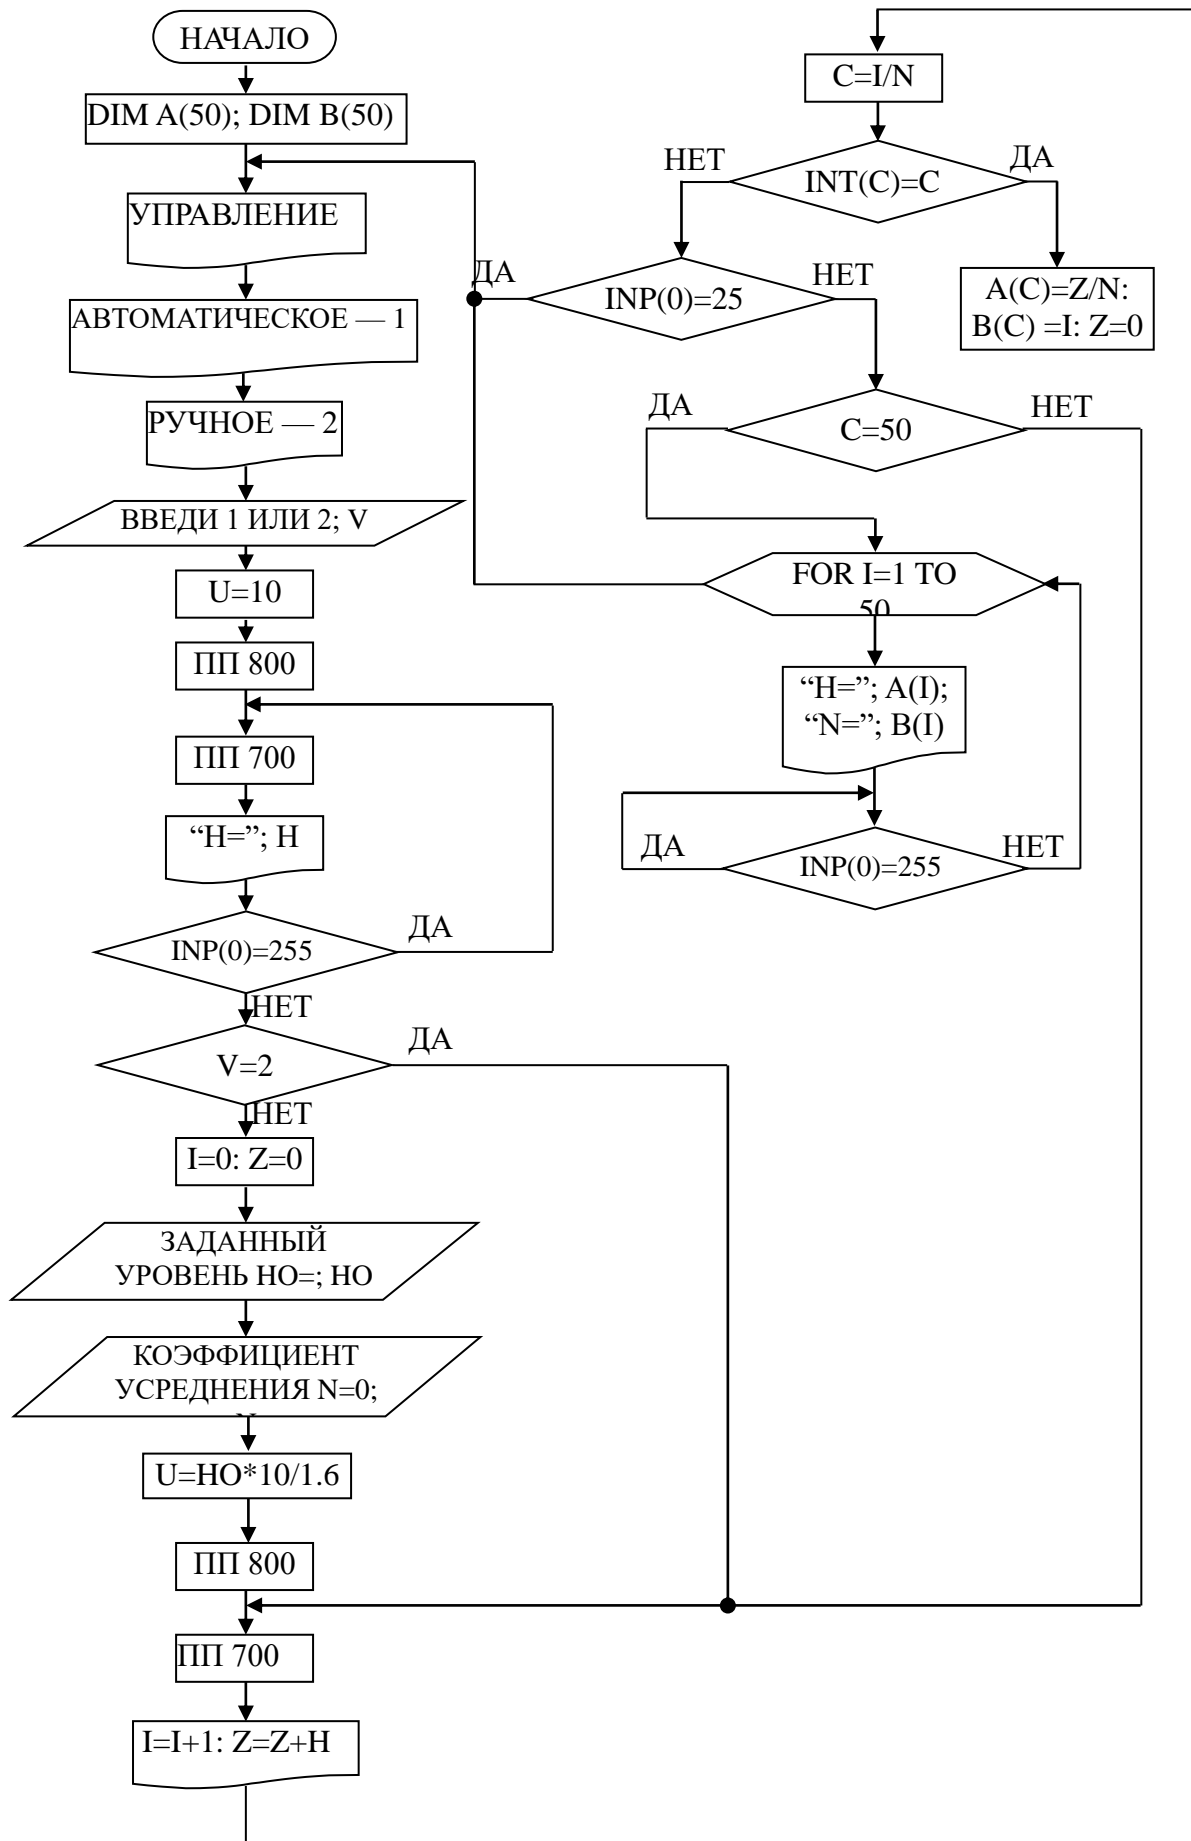 НАЧАЛО
DIM A(50); DIM B(50)
УПРАВЛЕНИЕ
АВТОМАТИЧЕСКОЕ — 1
РУЧНОЕ — 2
ВВЕДИ 1 ИЛИ 2; V
U=10
ПП 800
ПП 700
“H=”; H
INP(0)=255
ДА
НЕТ
V=2
ДА
НЕТ
I=0: Z=0
ЗАДАННЫЙ
УРОВЕНЬ HO=; HO
КОЭФФИЦИЕНТ
УСРЕДНЕНИЯ N=0;
U=HO*10/1.6
ПП 800
ПП 700
I=I+1: Z=Z+H
C=I/N
НЕТ
ДА
INT(C)=C
A(C)=Z/N:
B(C) =I: Z=0
ДА
НЕТ
INP(0)=25
ДА
НЕТ
C=50
FOR I=1 TO
50
“H=”; A(I);
“N=”; B(I)
ДА
НЕТ
INP(0)=255